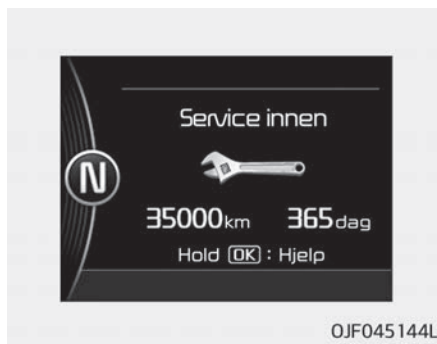 Service innen
N
35000km 365dag
Hold OK : Hjelp
OJF045144L